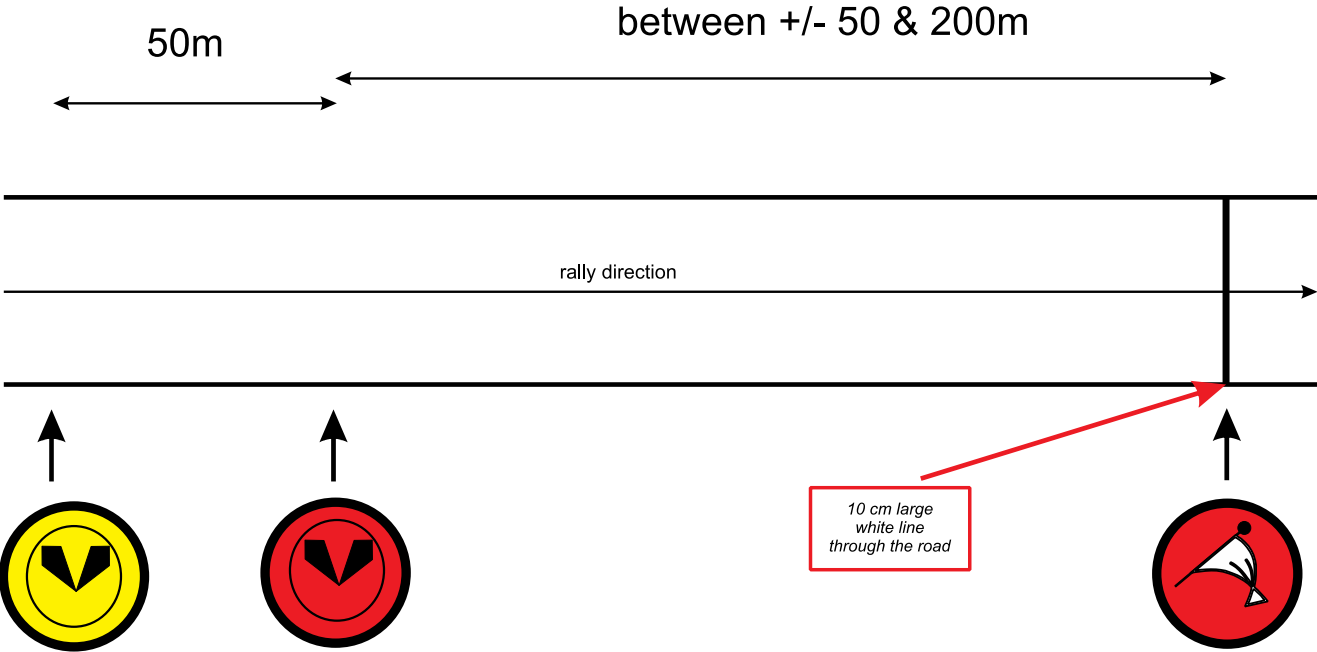 between +/- 50 & 200m
50m
rally direction
10 cm large
white line
through the road